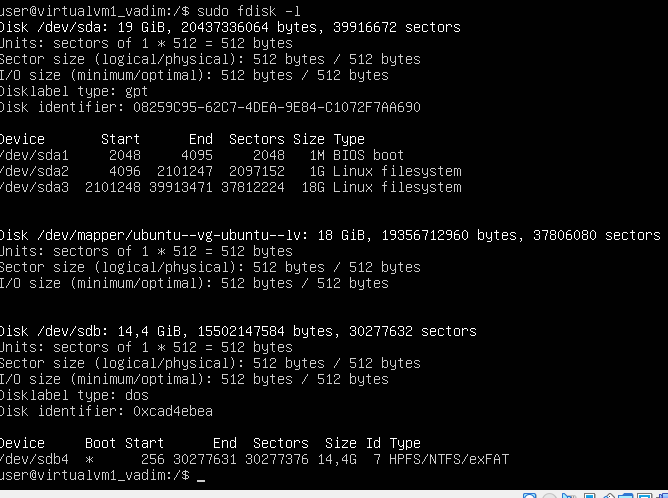 user@virtualvm1_vadim:/$ sudo fdisk -l
Disk /dev/sda: 19 GiB, 20437336064 bytes, 39916672 sectors
Units: sectors of 1 * 512 = 512 bytes
Sector size (logical/physical): 512 bytes / 512 bytes
I/O size (minimum/optimal): 512 bytes / 512 bytes
Disklabel type: gpt
Disk identifier: 08259C95-62C7-4DEA-9E84-C1072F7AA690
Device Start End Sectors Size Type
/dev/sda1 2048 4095 2048 1M BIOS boot
/dev/sda2 4096 2101247 2097152 1G Linux filesystem
/dev/sda3 2101248 39913471 37812224 18G Linux filesystem
Disk /dev/mapper/ubuntu--vg-ubuntu--lv: 18 GiB, 19356712960 bytes, 37806080 sectors
Units: sectors of 1 * 512 = 512 bytes
Sector size (logical/physical): 512 bytes / 512 bytes
I/O size (minimum/optimal): 512 bytes / 512 bytes
Disk /dev/sdb: 14,4 GiB, 15502147584 bytes, 30277632 sectors
Units: sectors of 1 * 512 = 512 bytes
Sector size (logical/physical): 512 bytes / 512 bytes
I/O size (minimum/optimal): 512 bytes / 512 bytes
Disklabel type: dos
Disk identifier: 0xcad4ebea
Device Boot Start End Sectors Size Id Type
/dev/sdb4 * 256 30277631 30277376 14,4G 7 HPFS/NTFS/exFAT
user@virtualvm1_vadim:/$ _